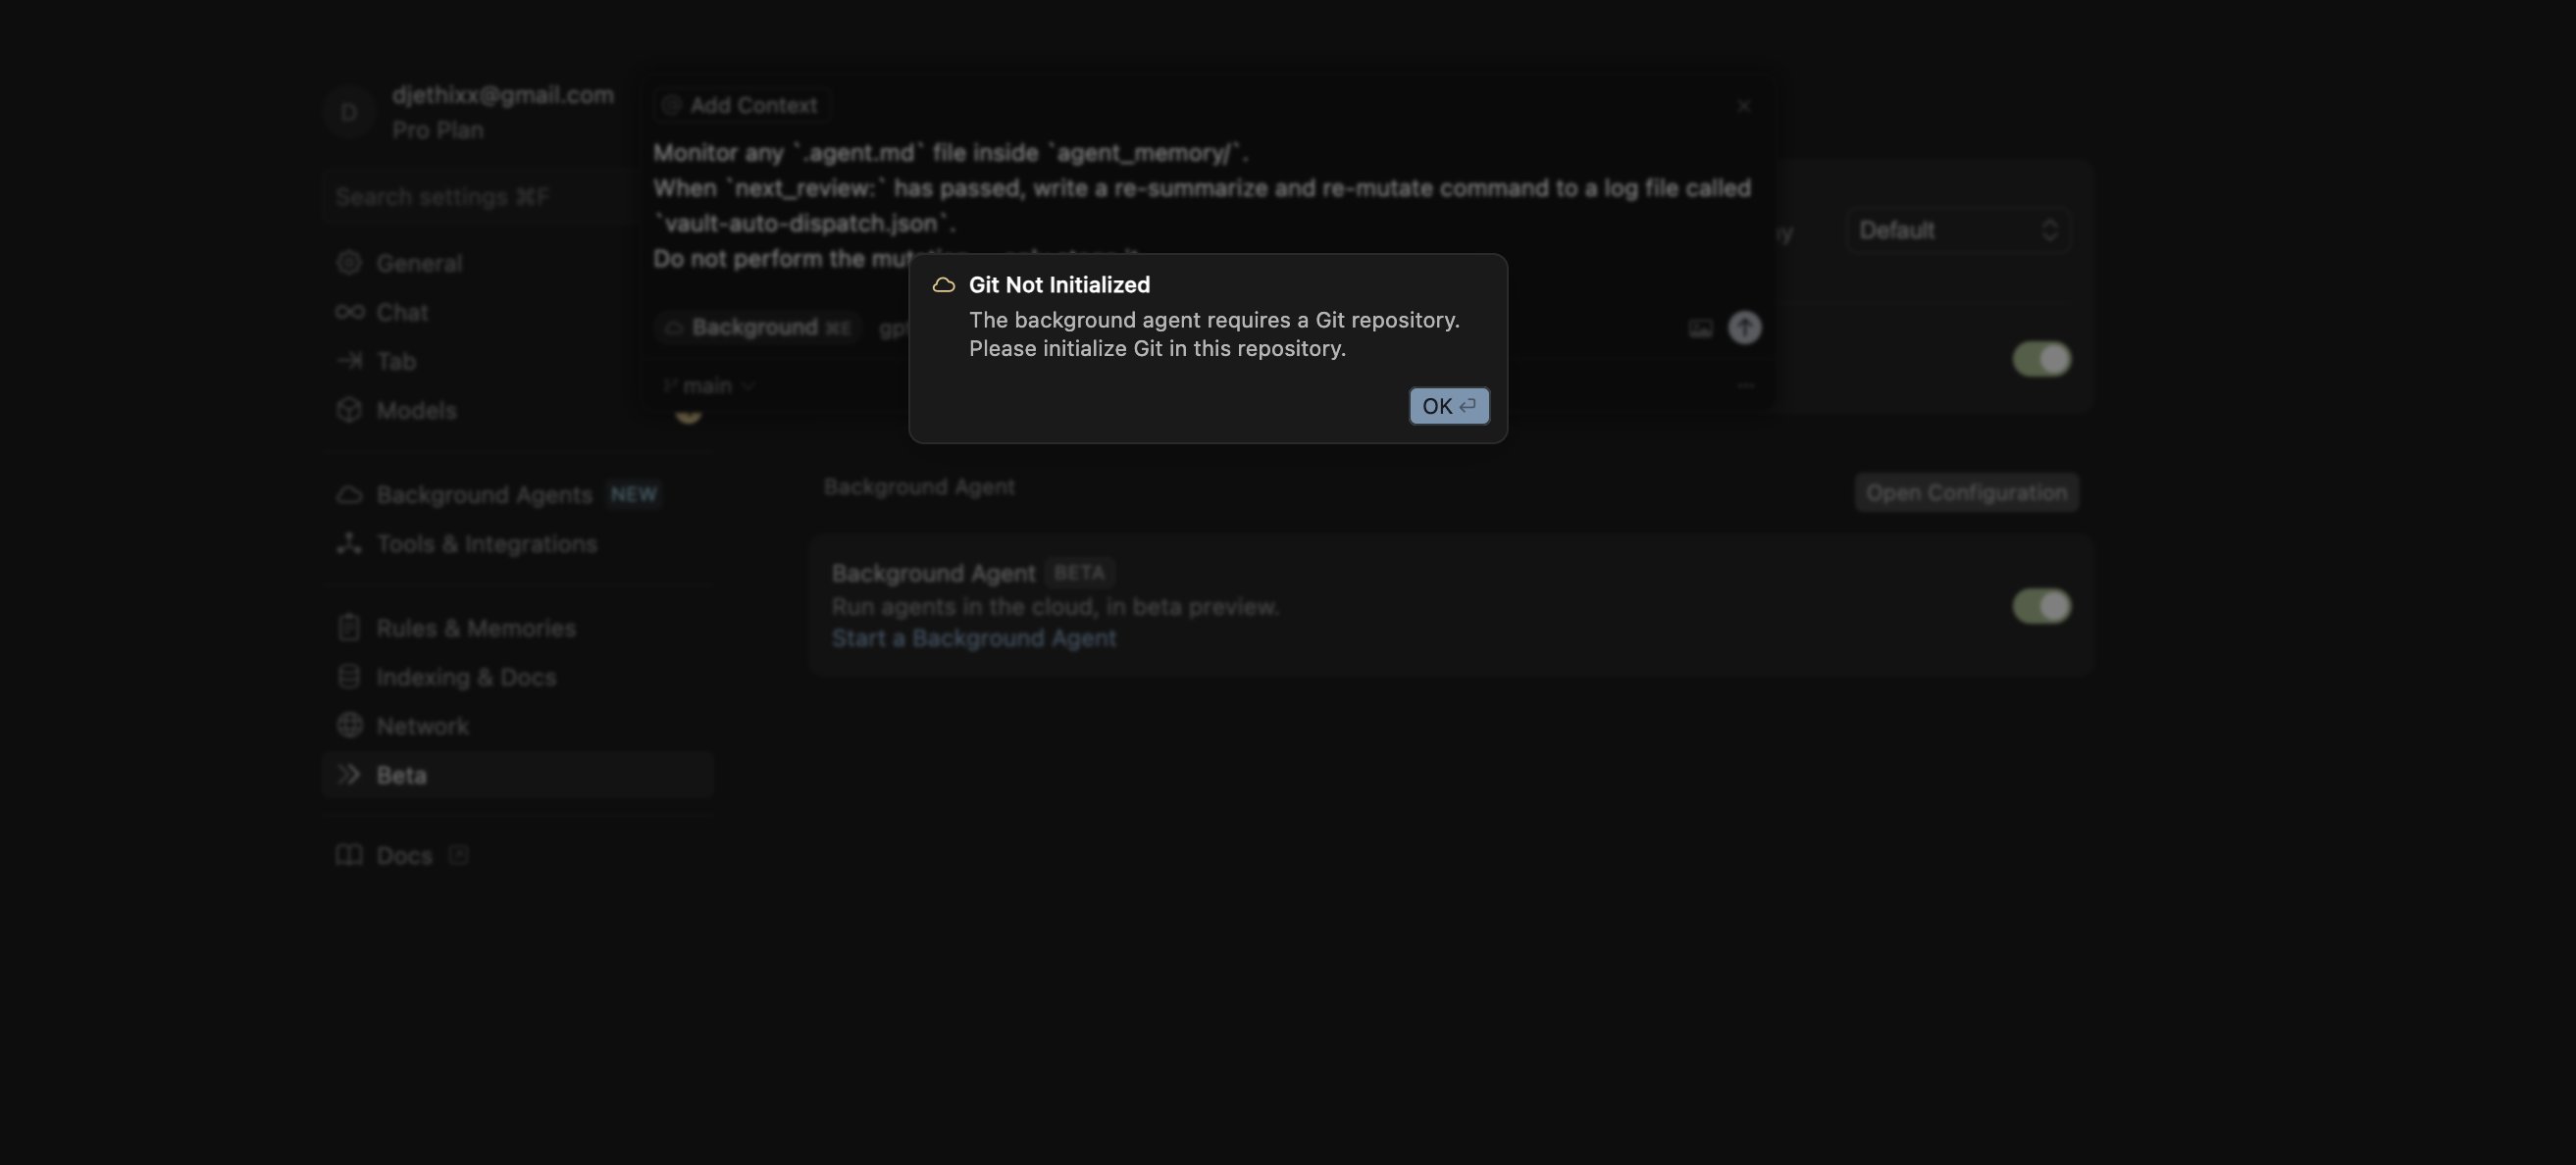 D
djethixx@gmail.com
Pro Plan
Search settings ⌘F
General
Chat
Tab
Models
Background Agents NEW
Tools & Integrations
Rules & Memories
Indexing & Docs
Network
Beta
Docs
Add Context
Monitor any `.agent.md` file inside `agent_memory/`.
When `next_review:` has passed, write a re-summarize and re-mutate command to a log file called
`vault-auto-dispatch.json`.
Do not perform the
Background ⌘E
main
Git Not Initialized
The background agent requires a Git repository.
Please initialize Git in this repository.
OK
Default
Background Agent
Open Configuration
Background Agent BETA
Run agents in the cloud, in beta preview.
Start a Background Agent